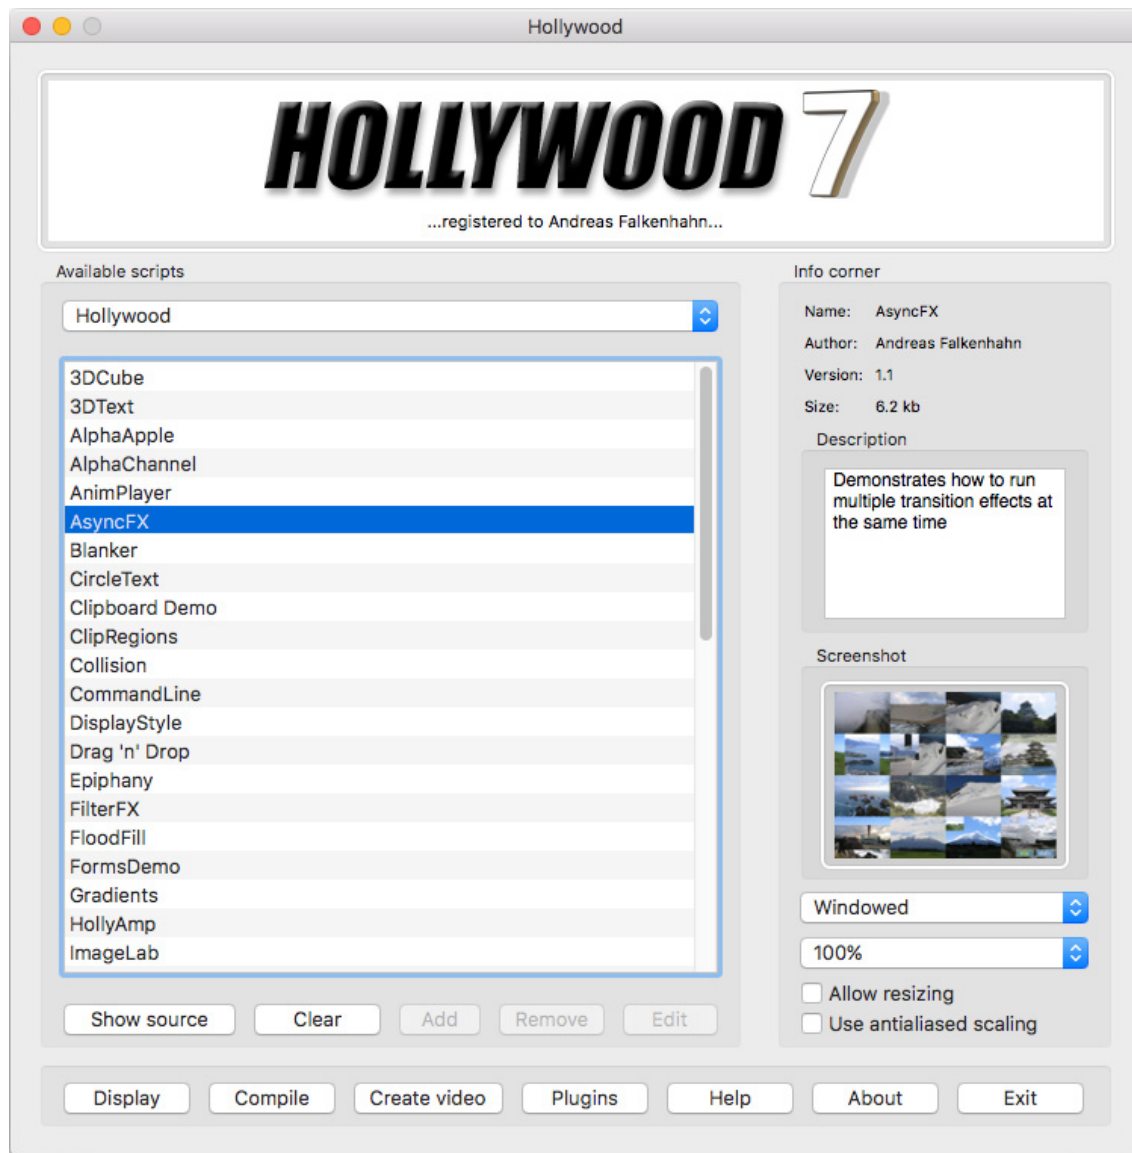 Hollywood
HOLLYWOOD 7
...registered to Andreas Falkenhahn...
Available scripts
Hollywood
3DCube
3DText
AlphaApple
AlphaChannel
AnimPlayer
AsyncFX
Blanker
CircleText
Clipboard Demo
ClipRegions
Collision
CommandLine
DisplayStyle
Drag 'n' Drop
Epiphany
FilterFX
FloodFill
FormsDemo
Gradients
HollyAmp
ImageLab
Show source
Clear
Add
Remove
Edit
Info corner
Name: AsyncFX
Author: Andreas Falkenhahn
Version: 1.1
Size: 6.2 kb
Description
Demonstrates how to run
multiple transition effects at
the same time
Screenshot
Windowed
100%
Allow resizing
Use antialiased scaling
Display
Compile
Create video
Plugins
Help
About
Exit